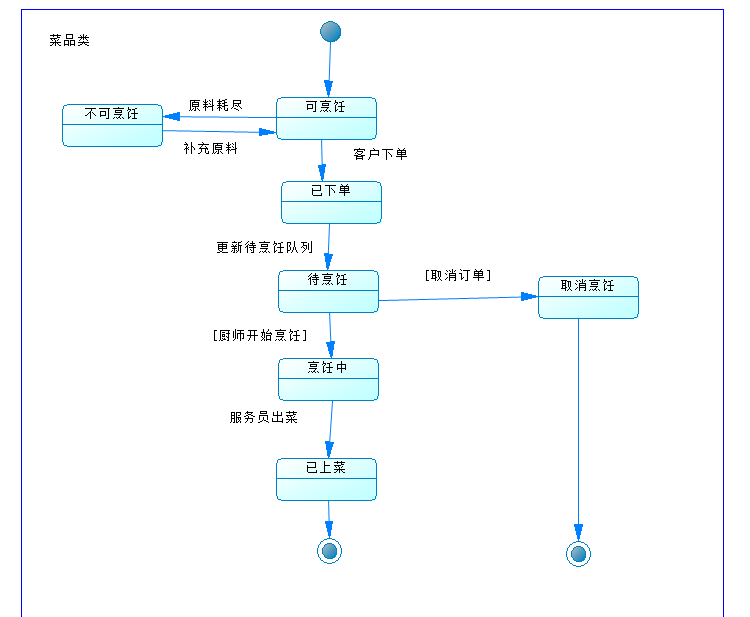 菜品类
可烹饪
原料耗尽
不可烹饪
补充原料
客户下单
已下单
更新待烹饪队列
待烹饪
[取消订单]
取消烹饪
[厨师开始烹饪]
烹饪中
服务员出菜
已上菜